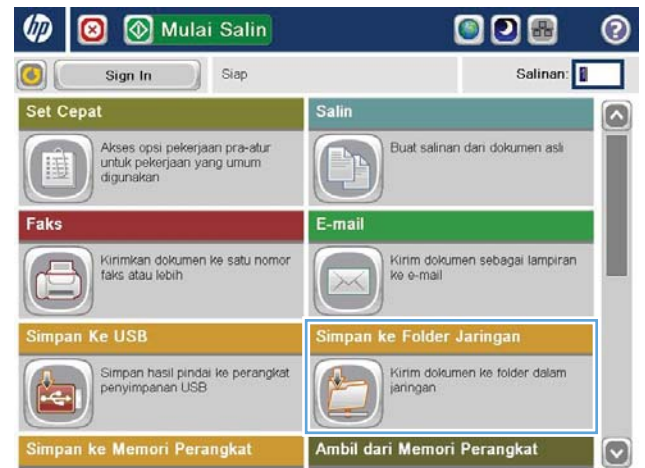 hp Mulai Salin ?
Sign In Siap Salinan: 1
Set Cepat
Akses opsi pekerjaan pra-atur
untuk pekerjaan yang umum
digunakan
Salin
Buat salinan dari dokumen asli
Faks
Kirimkan dokumen ke satu nomor
faks atau lebih
E-mail
Kirim dokumen sebagai lampiran
ke e-mail
Simpan Ke USB
Simpan hasil pindai ke perangkat
penyimpanan USB
Simpan ke Folder Jaringan
Kirim dokumen ke folder dalam
jaringan
Simpan ke Memori Perangkat
Ambil dari Memori Perangkat